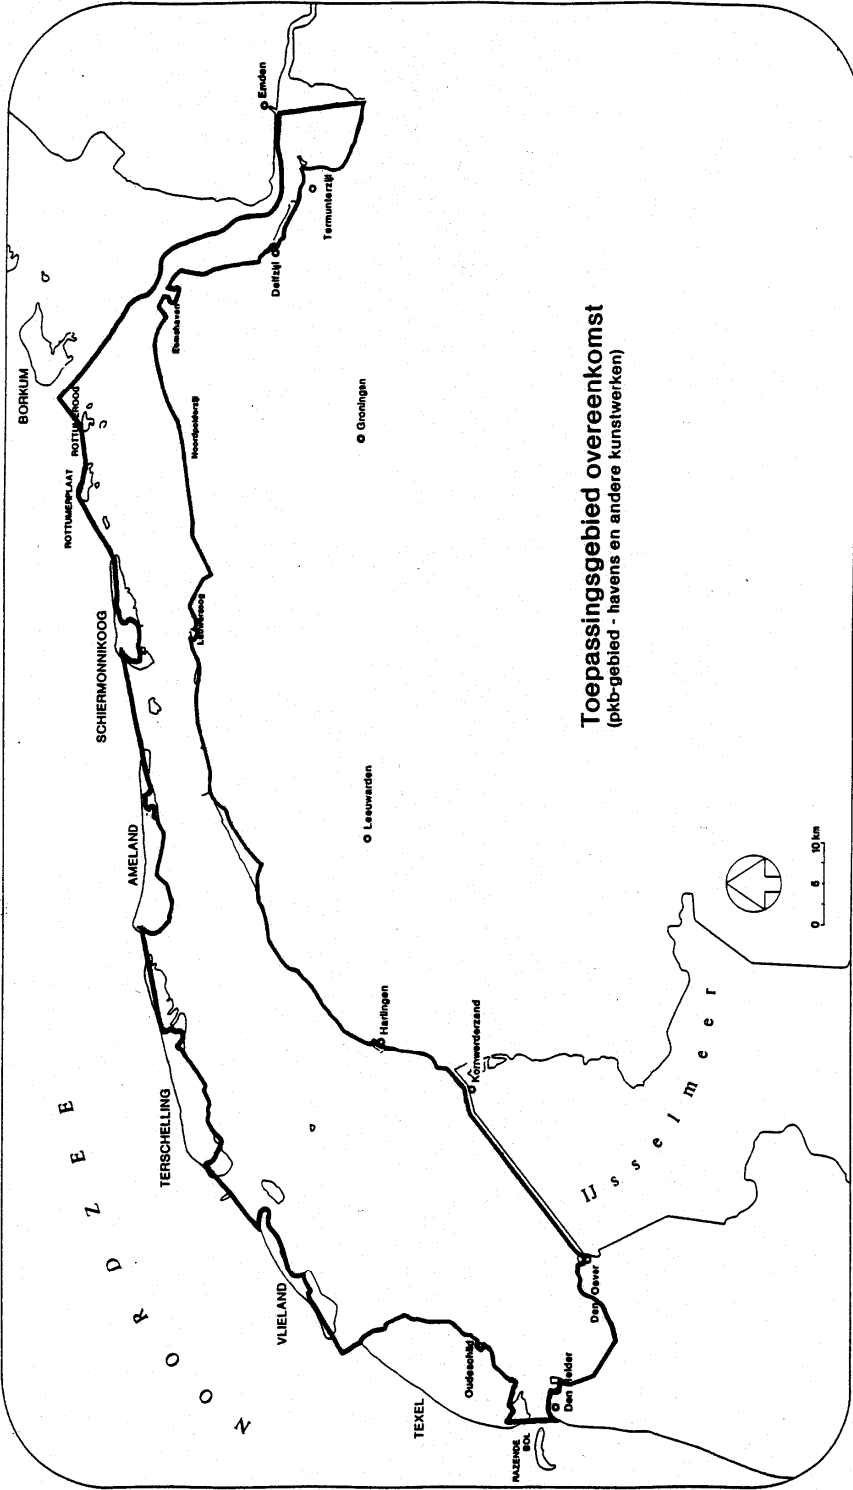 Toepassingsgebied overeenkomst
(pkb-gebied - havens en andere kunstwerken)
NOORDZEE
BORKUM
ROTTUMEROOG
ROTTUMERPLAAT
SCHIERMONNIKOOG
AMELAND
TERSCHELLING
VLIELAND
TEXEL
RAZENDE
BOL
Emden
Termunterzijl
Delfzijl
Eemshaven
Noordpolderzijl
Groningen
Lauwersoog
Leeuwarden
Harlingen
Kornwerderzand
IJsselmeer
Den Oever
Den Helder
Oudeschild
0 5 10 km